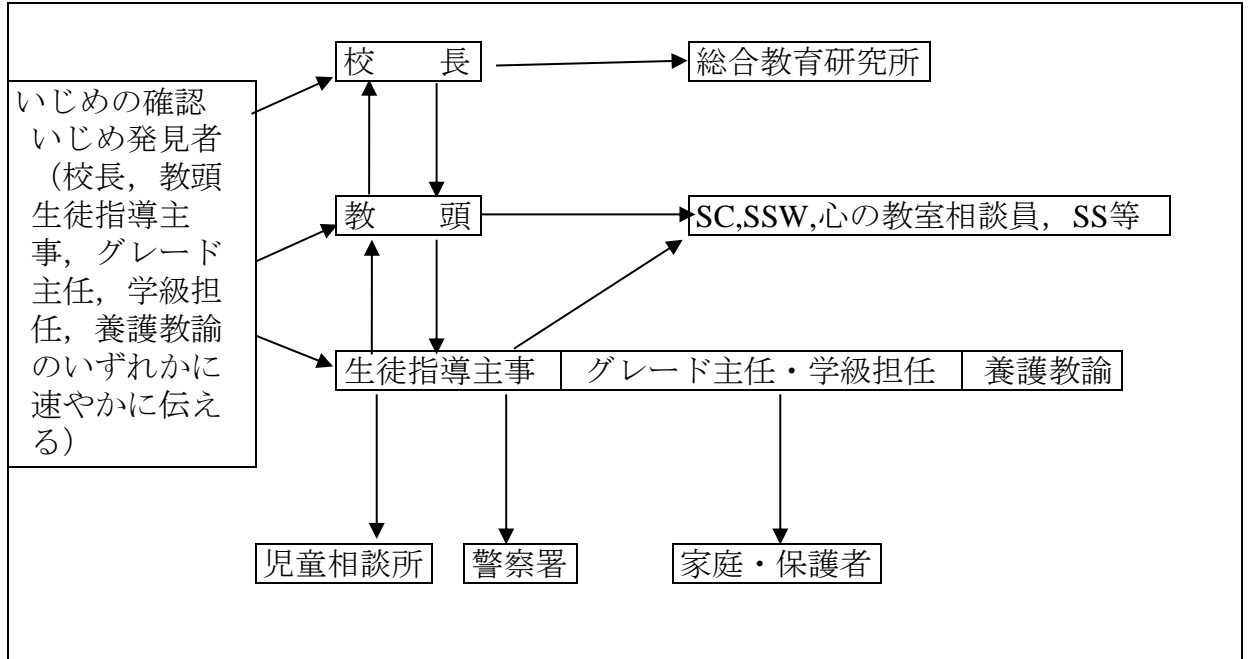 校　　長
総合教育研究所
いじめの確認
いじめ発見者
（校長，教頭
生徒指導主
事，グレード
主任，学級担
任，養護教諭
のいずれかに
速やかに伝え
る）
教　　頭
SC,SSW,心の教室相談員，SS等
生徒指導主事
グレード主任・学級担任
養護教諭
児童相談所
警察署
家庭・保護者